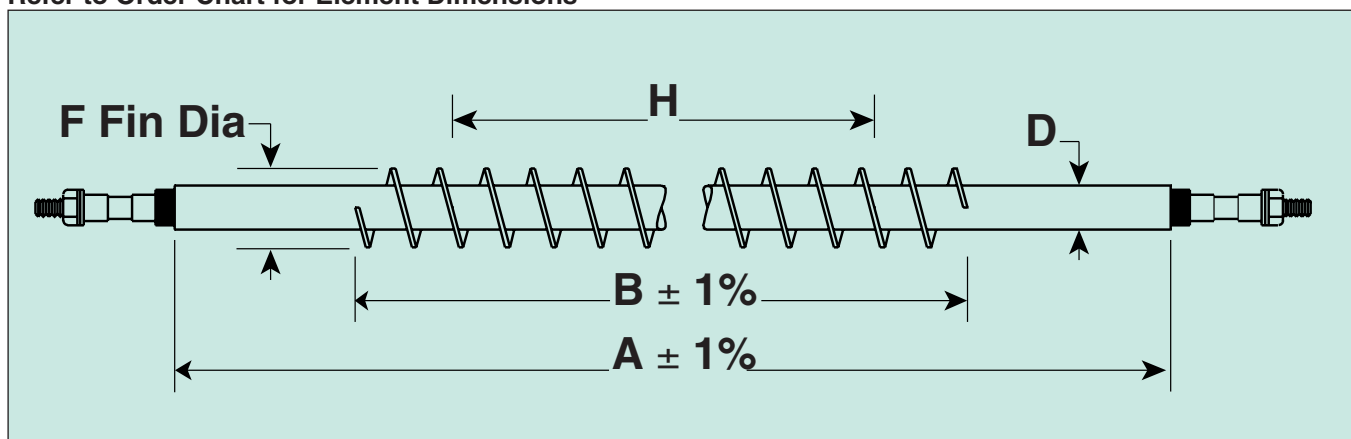 Refer to Order Chart for Element Dimensions
H
F Fin Dia
D
B ± 1%
A ± 1%